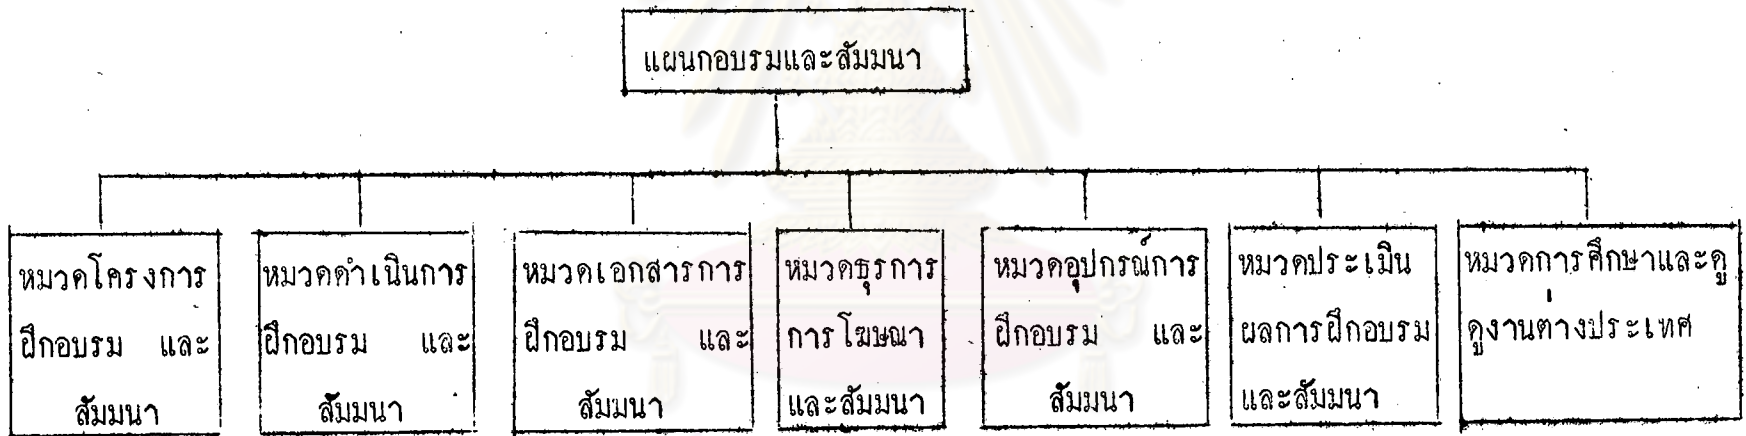 แผนกอบรมและสัมมนา
หมวดโครงการ
ฝึกอบรม และ
สัมมนา
หมวดดำเนินการ
ฝึกอบรม และ
สัมมนา
หมวดเอกสารการ
ฝึกอบรม และ
สัมมนา
หมวดธุรการ
การโฆษณา
และสัมมนา
หมวดอุปกรณ์การ
ฝึกอบรม และ
สัมมนา
หมวดประเมิน
ผลการฝึกอบรม
และสัมมนา
หมวดการศึกษาและดู
ดูงานต่างประเทศ